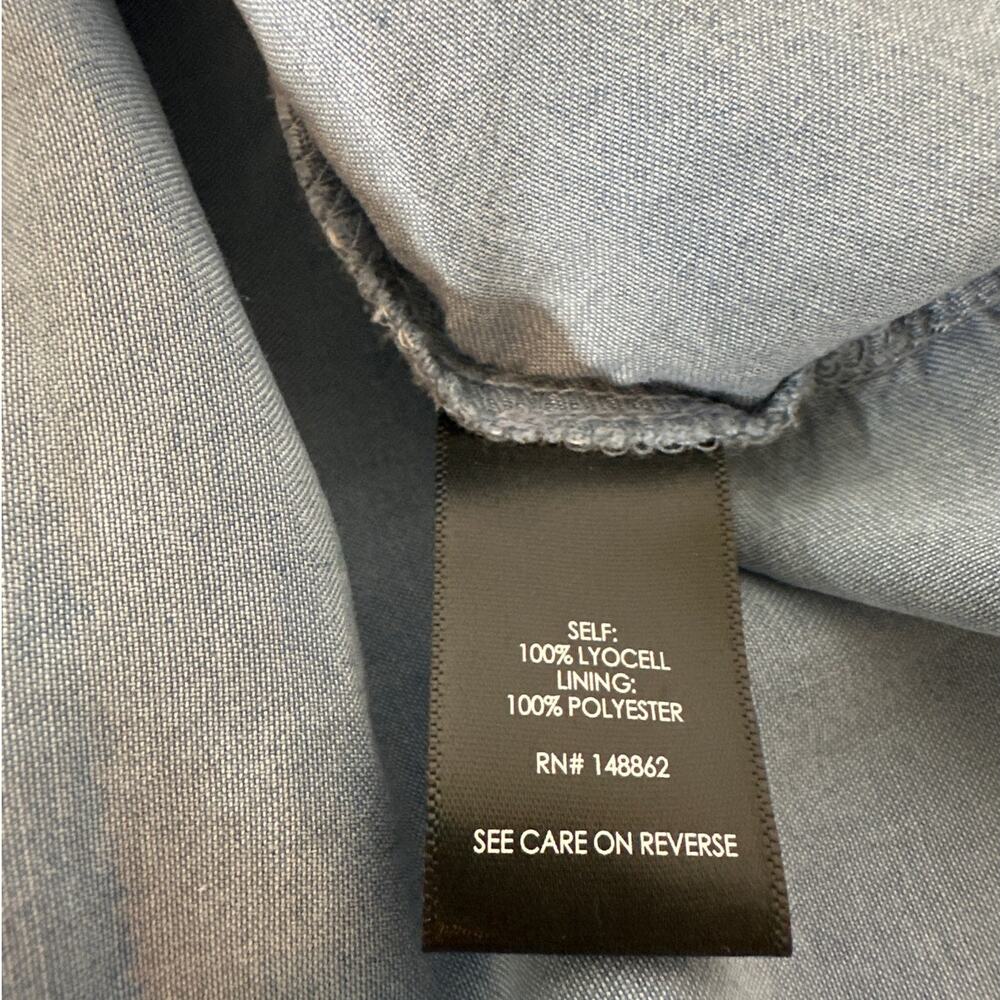 SELF:
100% LYOCELL
LINING:
100% POLYESTER
RN# 148862
SEE CARE ON REVERSE